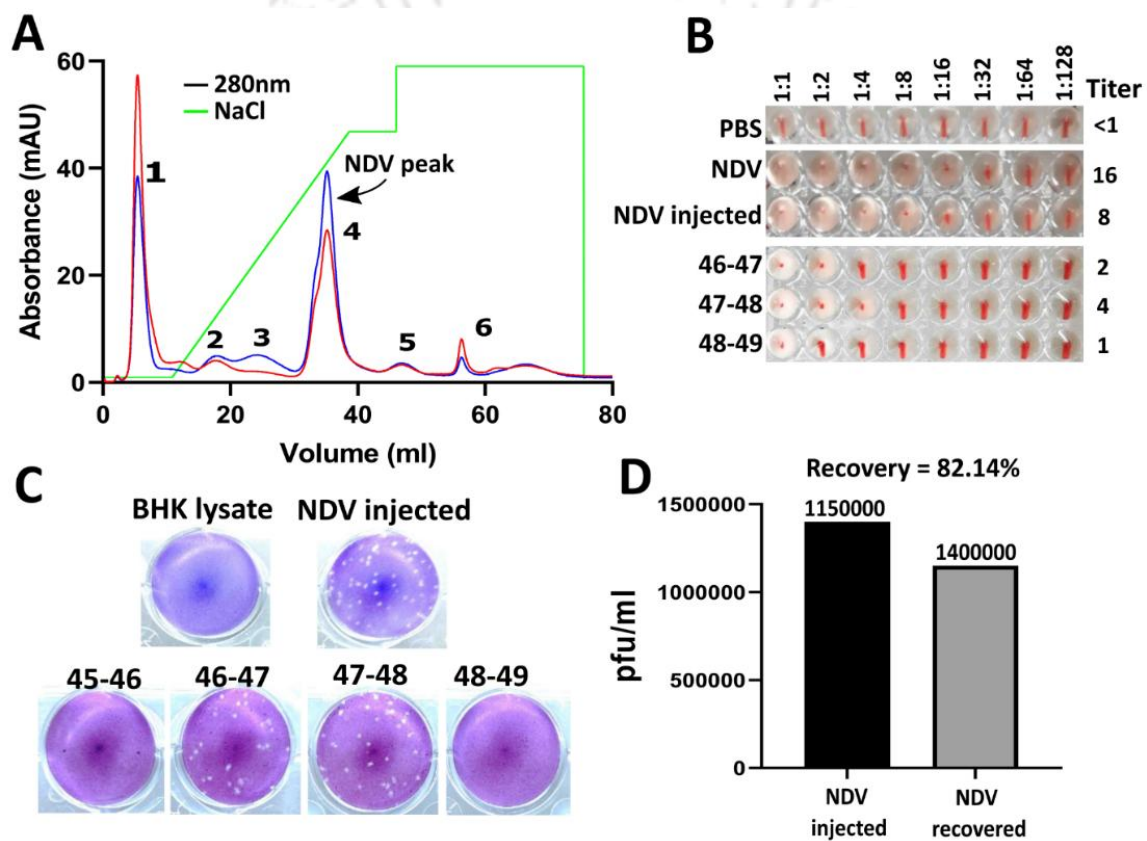 A
60
40
20
0
Absorbance (mAU)
280nm
NaCl
NDV peak
1
2
3
4
5
6
0 20 40 60 80
Volume (ml)
B
1:1 1:2 1:4 1:8 1:16 1:32 1:64 1:128 Titer
PBS <1
NDV 16
NDV injected 8
46-47 2
47-48 4
48-49 1
C
BHK lysate NDV injected
45-46 46-47 47-48 48-49
D
Recovery = 82.14%
1500000
1000000
500000
0
pfu/ml
1150000
1400000
NDV injected
NDV recovered